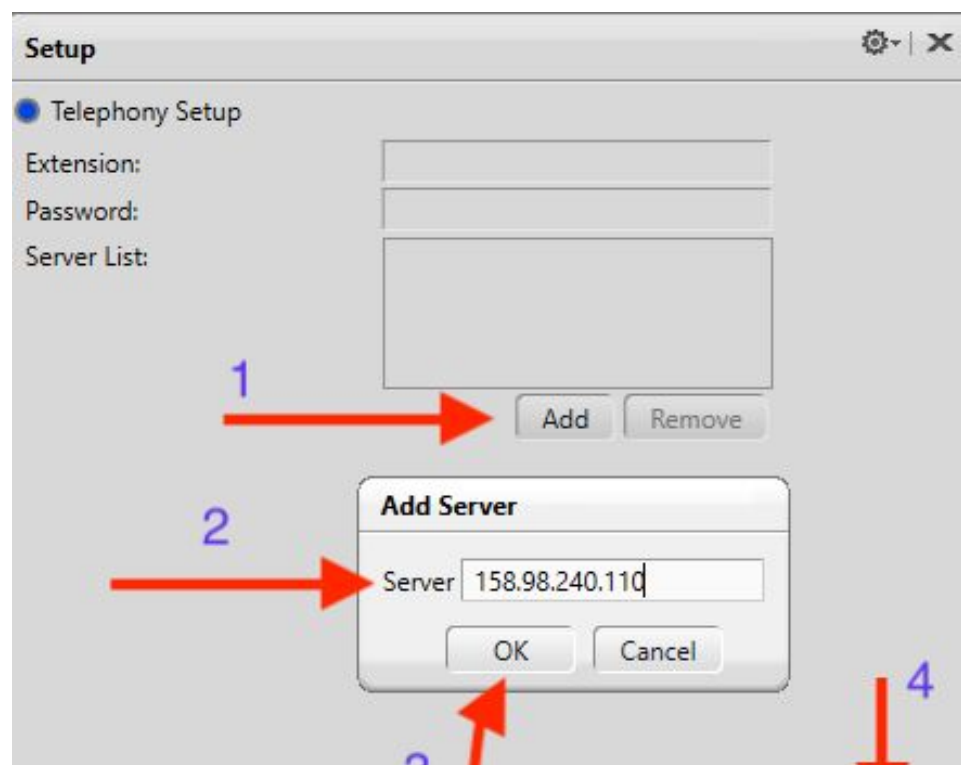 Setup
Telephony Setup
Extension:
Password:
Server List:
1
Add Remove
Add Server
2
Server 158.98.240.110
OK Cancel
4